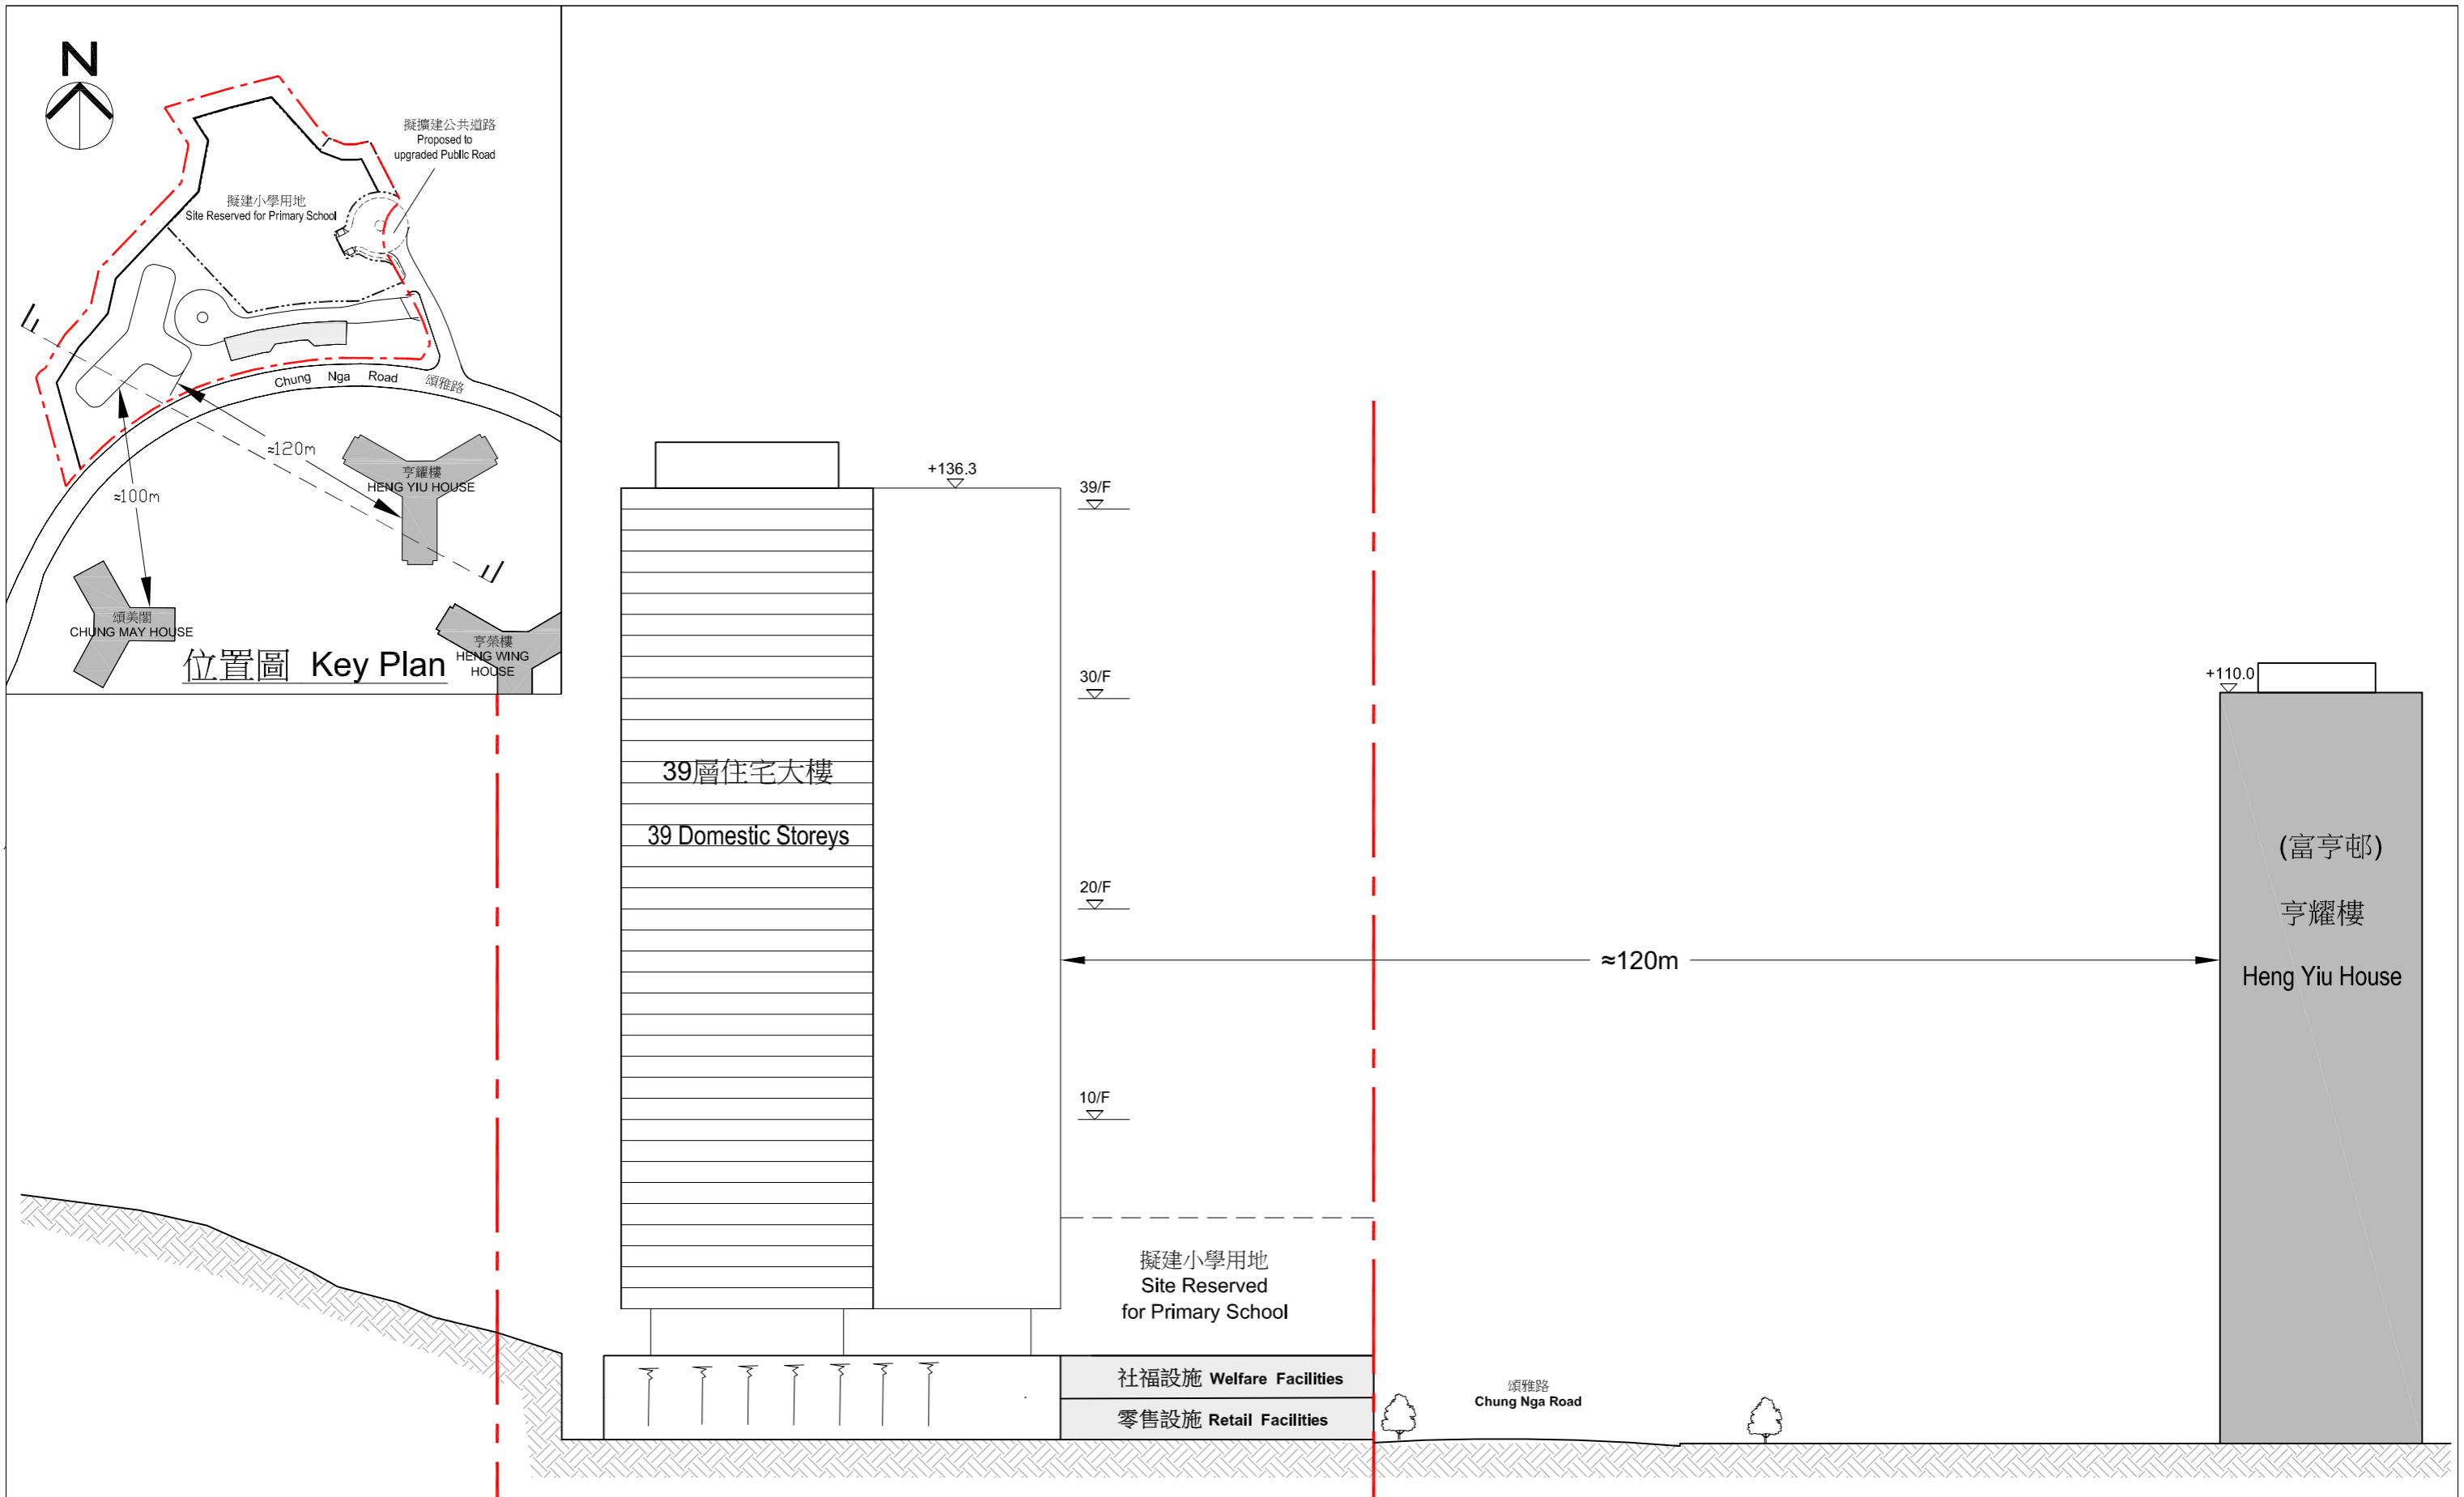 N
擬擴建公共道路
Proposed to
upgraded Public Road
擬建小學用地
Site Reserved for Primary School
Chung Nga Road 頌雅路
≈120m
≈100m
亨耀樓
HENG YIU HOUSE
頌美閣
CHUNG MAY HOUSE
亨榮樓
HENG WING
HOUSE
位置圖 Key Plan
+136.3
39/F
30/F
20/F
10/F
39層住宅大樓
39 Domestic Storeys
≈120m
+110.0
(富亨邨)
亨耀樓
Heng Yiu House
擬建小學用地
Site Reserved
for Primary School
社福設施 Welfare Facilities
零售設施 Retail Facilities
頌雅路
Chung Nga Road